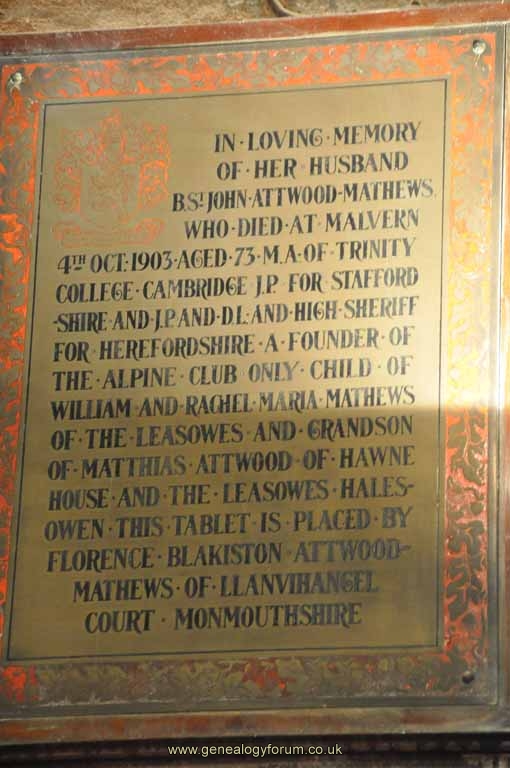 IN·LOVING·MEMORY
OF·HER·HUSBAND
B.ST.JOHN·ATTWOOD-MATHEWS.
WHO·DIED·AT·MALVERN
4TH OCT.1903·AGED·73·M.A·OF·TRINITY
COLLEGE·CAMBRIDGE J.P. FOR STAFFORD
-SHIRE·AND·J.P.AND·D.L·AND·HIGH·SHERIFF
FOR·HEREFORDSHIRE·A·FOUNDER·OF
THE·ALPINE·CLUB ONLY·CHILD·OF
WILLIAM·AND·RACHEL·MARIA·MATHEWS
OF·THE·LEASOWES·AND·GRANDSON
OF·MATTHIAS·ATTWOOD·OF·HAWNE
HOUSE·AND·THE·LEASOWES·HALES-
OWEN·THIS·TABLET·IS·PLACED·BY
FLORENCE·BLAKISTON·ATTWOOD-
MATHEWS·OF·LLANVIHANGEL
COURT·MONMOUTHSHIRE
www.genealogyforum.co.uk